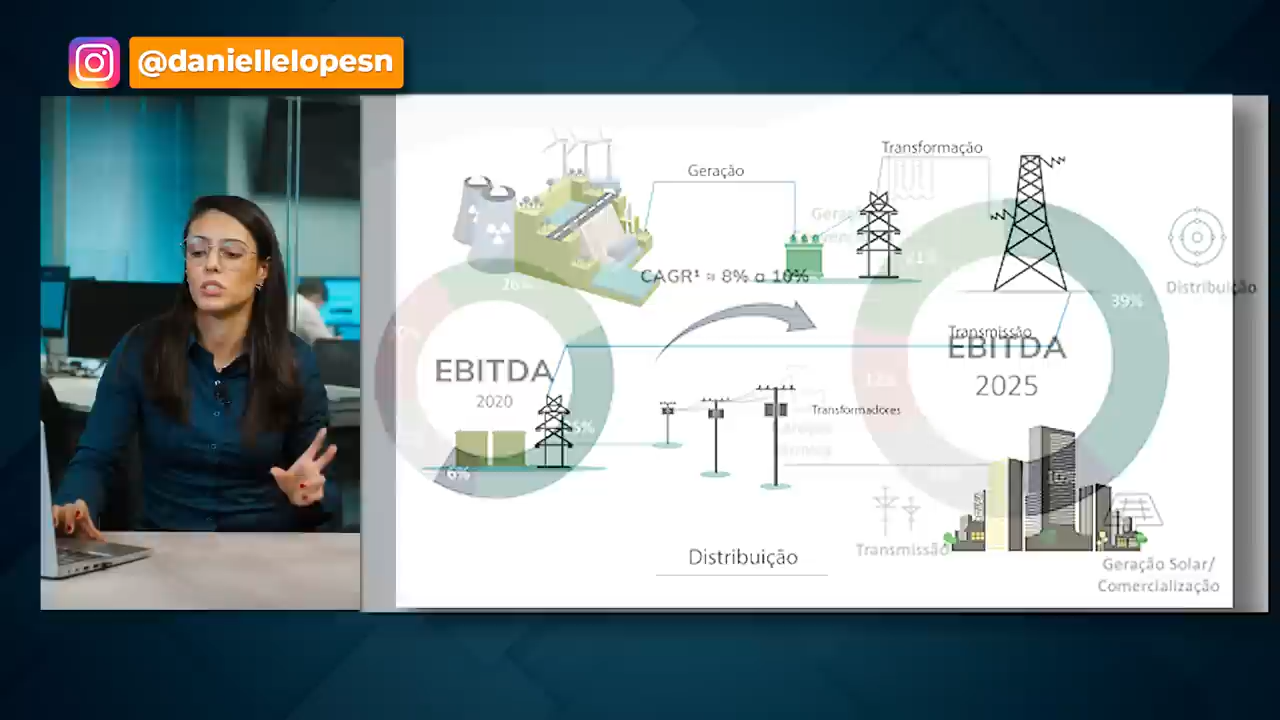 @daniellelopesn
Transformação
Geração
CAGR¹ ≈ 8% a 10%
21%
26%
39%
Distribuição
Transmissão
EBITDA
2020
EBITDA
2025
Transformadores
6%
Distribuição
Transmissão
Geração Solar/
Comercialização